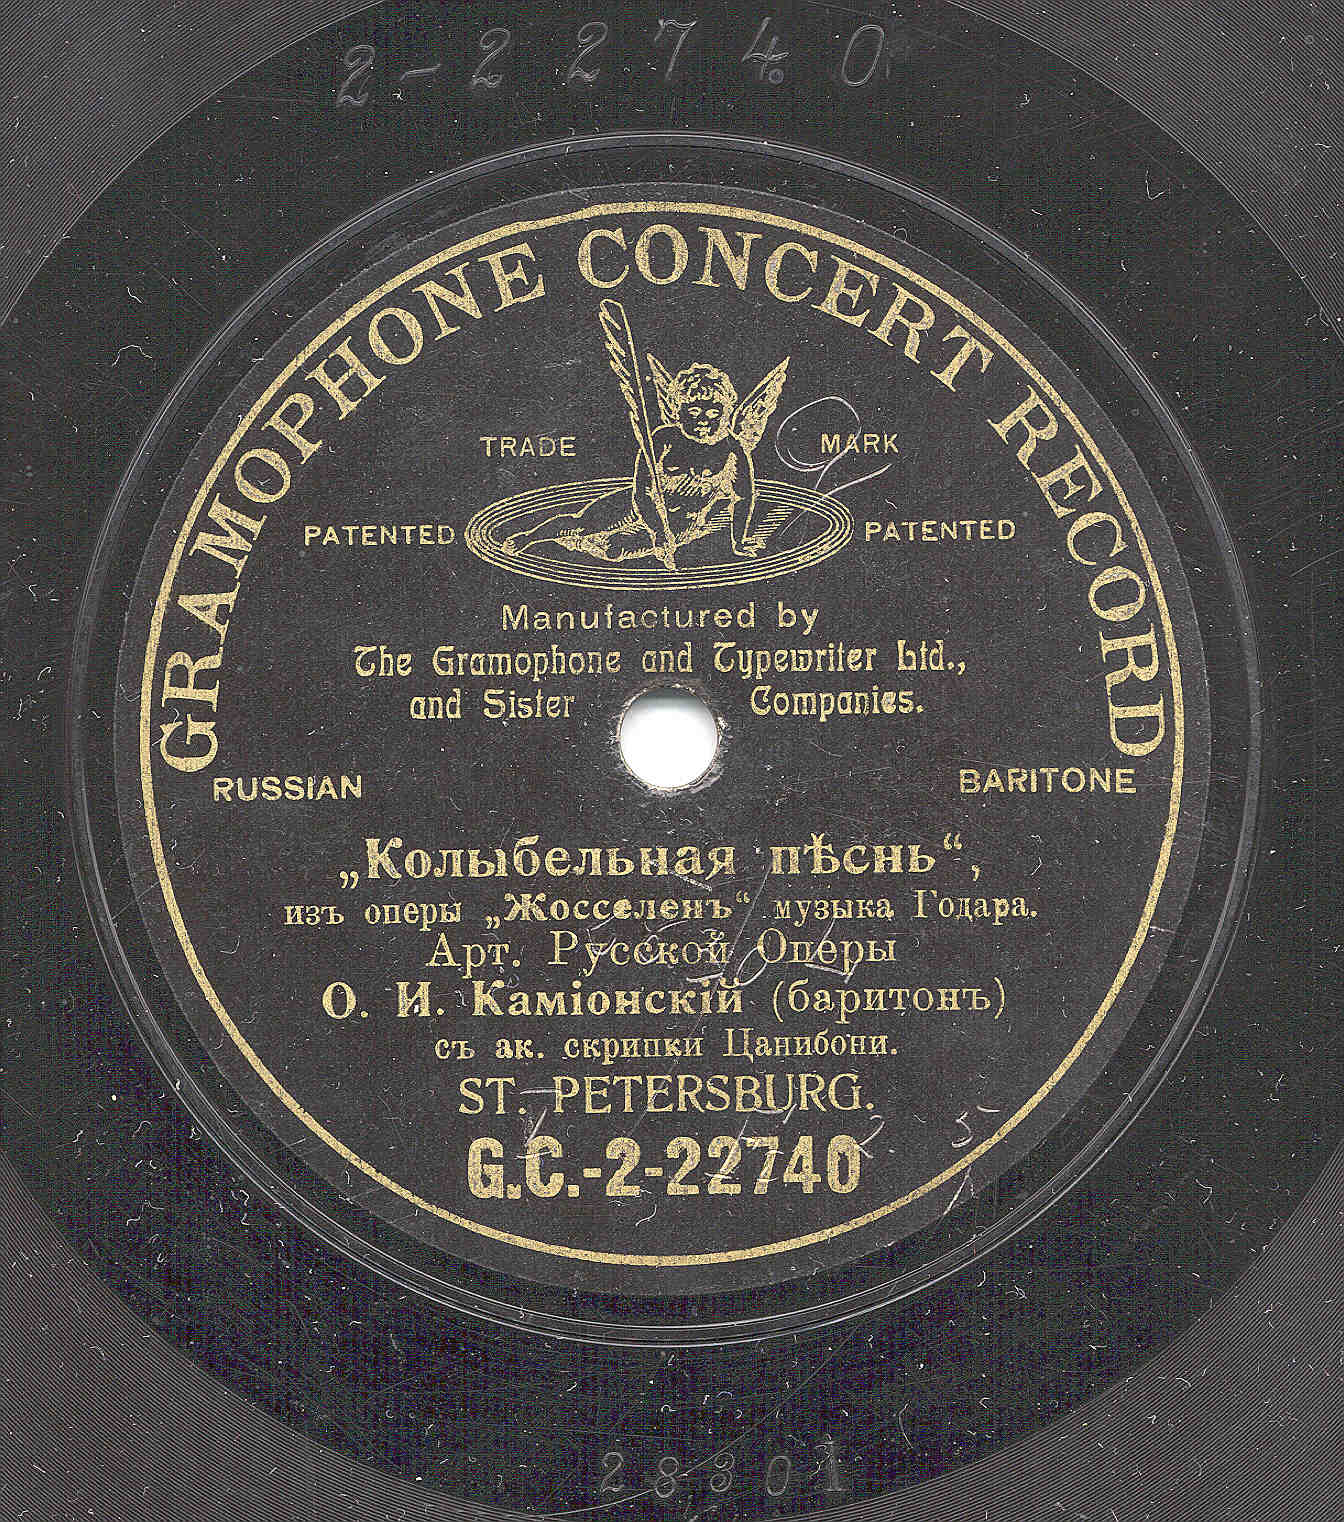 2-22740
GRAMOPHONE CONCERT RECORD
TRADE MARK
PATENTED PATENTED
Manufactured by
The Gramophone and Typewriter Ltd.,
and Sister Companies.
RUSSIAN BARITONE
„Колыбельная пѣснь“,
изъ оперы „Жосселенъ“ музыка Годара.
Арт. Русской Оперы
О. И. Камiонскiй (баритонъ)
съ ак. скрипки Цанибони.
ST. PETERSBURG.
G.C.-2-22740
28301